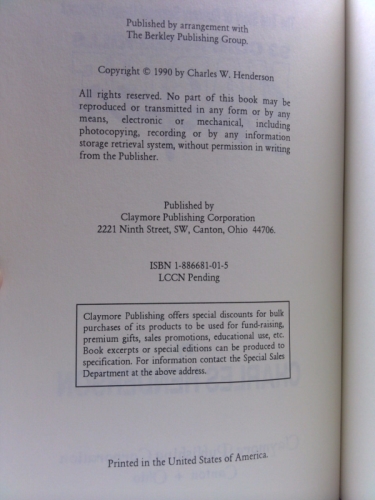 Published by arrangement with
The Berkley Publishing Group.
Copyright © 1990 by Charles W. Henderson
All rights reserved. No part of this book may be
reproduced or transmitted in any form or by any
means, electronic or mechanical, including
photocopying, recording or by any information
storage retrieval system, without permission in writing
from the Publisher.
Published by
Claymore Publishing Corporation
2221 Ninth Street, SW, Canton, Ohio 44706.
ISBN 1-886681-01-5
LCCN Pending
Claymore Publishing offers special discounts for bulk
purchases of its products to be used for fund-raising,
premium gifts, sales promotions, educational use, etc.
Book excerpts or special editions can be produced to
specification. For information contact the Special Sales
Department at the above address.
Printed in the United States of America.